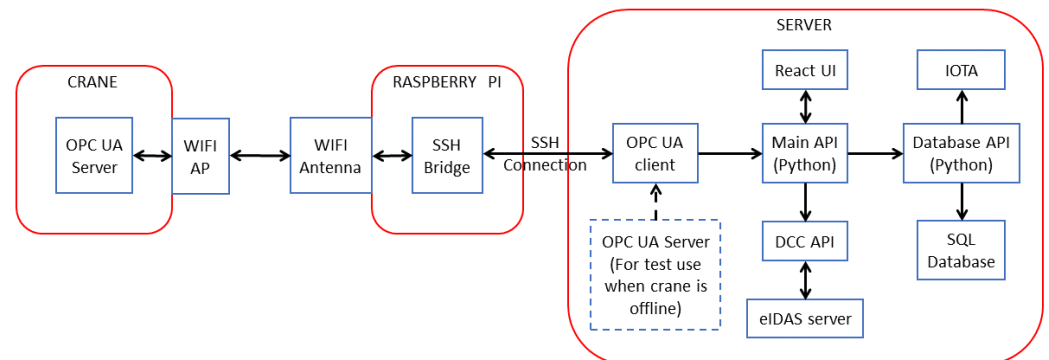 SERVER
CRANE
RASPBERRY PI
React UI
IOTA
OPC UA
Server
WIFI
AP
WIFI
Antenna
SSH
Bridge
SSH
Connection
OPC UA
client
Main API
(Python)
Database API
(Python)
OPC UA Server
(For test use
when crane is
offline)
DCC API
SQL
Database
eIDAS server